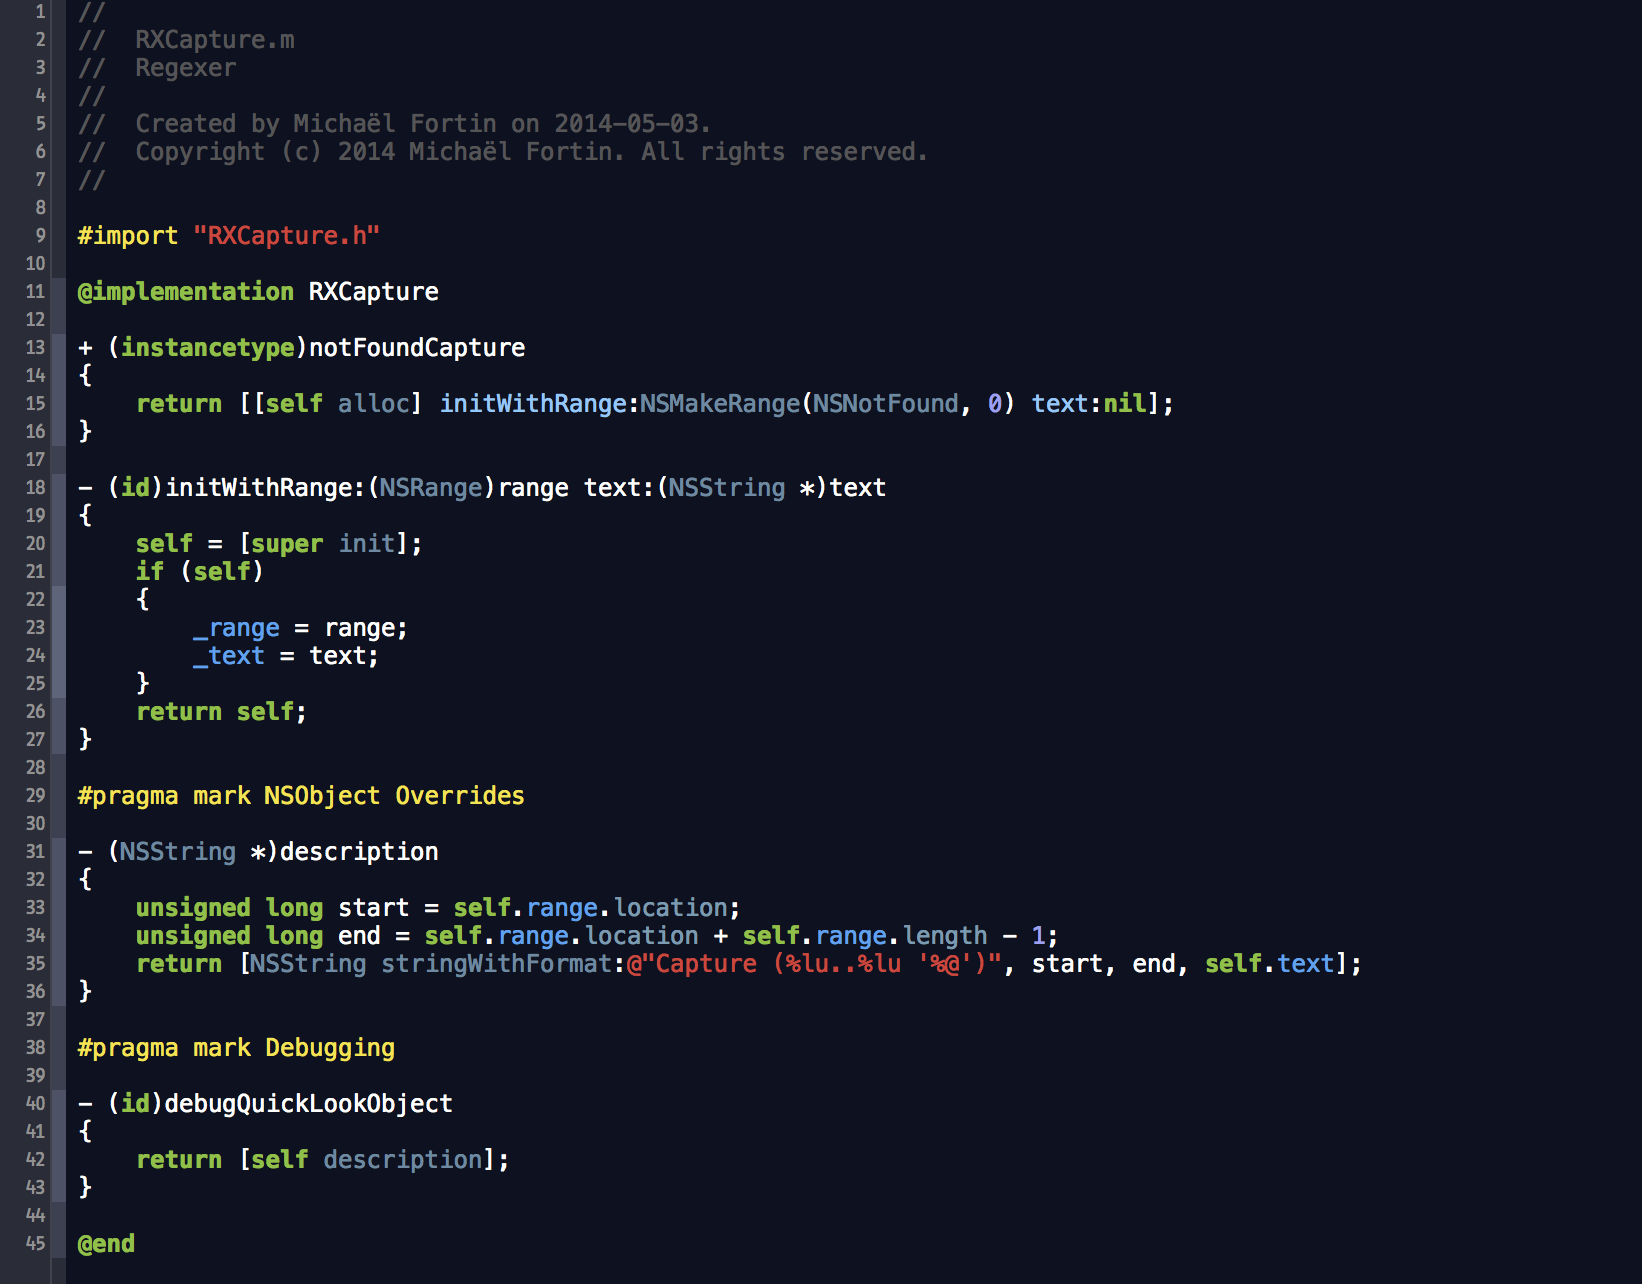 1 //
2 //  RXCapture.m
3 //  Regexer
4 //
5 //  Created by Michaël Fortin on 2014-05-03.
6 //  Copyright (c) 2014 Michaël Fortin. All rights reserved.
7 //
8
9 #import "RXCapture.h"
10
11 @implementation RXCapture
12
13 + (instancetype)notFoundCapture
14 {
15     return [[self alloc] initWithRange:NSMakeRange(NSNotFound, 0) text:nil];
16 }
17
18 - (id)initWithRange:(NSRange)range text:(NSString *)text
19 {
20     self = [super init];
21     if (self)
22     {
23         _range = range;
24         _text = text;
25     }
26     return self;
27 }
28
29 #pragma mark NSObject Overrides
30
31 - (NSString *)description
32 {
33     unsigned long start = self.range.location;
34     unsigned long end = self.range.location + self.range.length - 1;
35     return [NSString stringWithFormat:@"Capture (%lu..%lu '%@')", start, end, self.text];
36 }
37
38 #pragma mark Debugging
39
40 - (id)debugQuickLookObject
41 {
42     return [self description];
43 }
44
45 @end